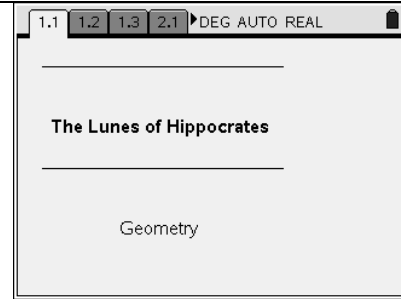 1.1 1.2 1.3 2.1 DEG AUTO REAL
The Lunes of Hippocrates
Geometry